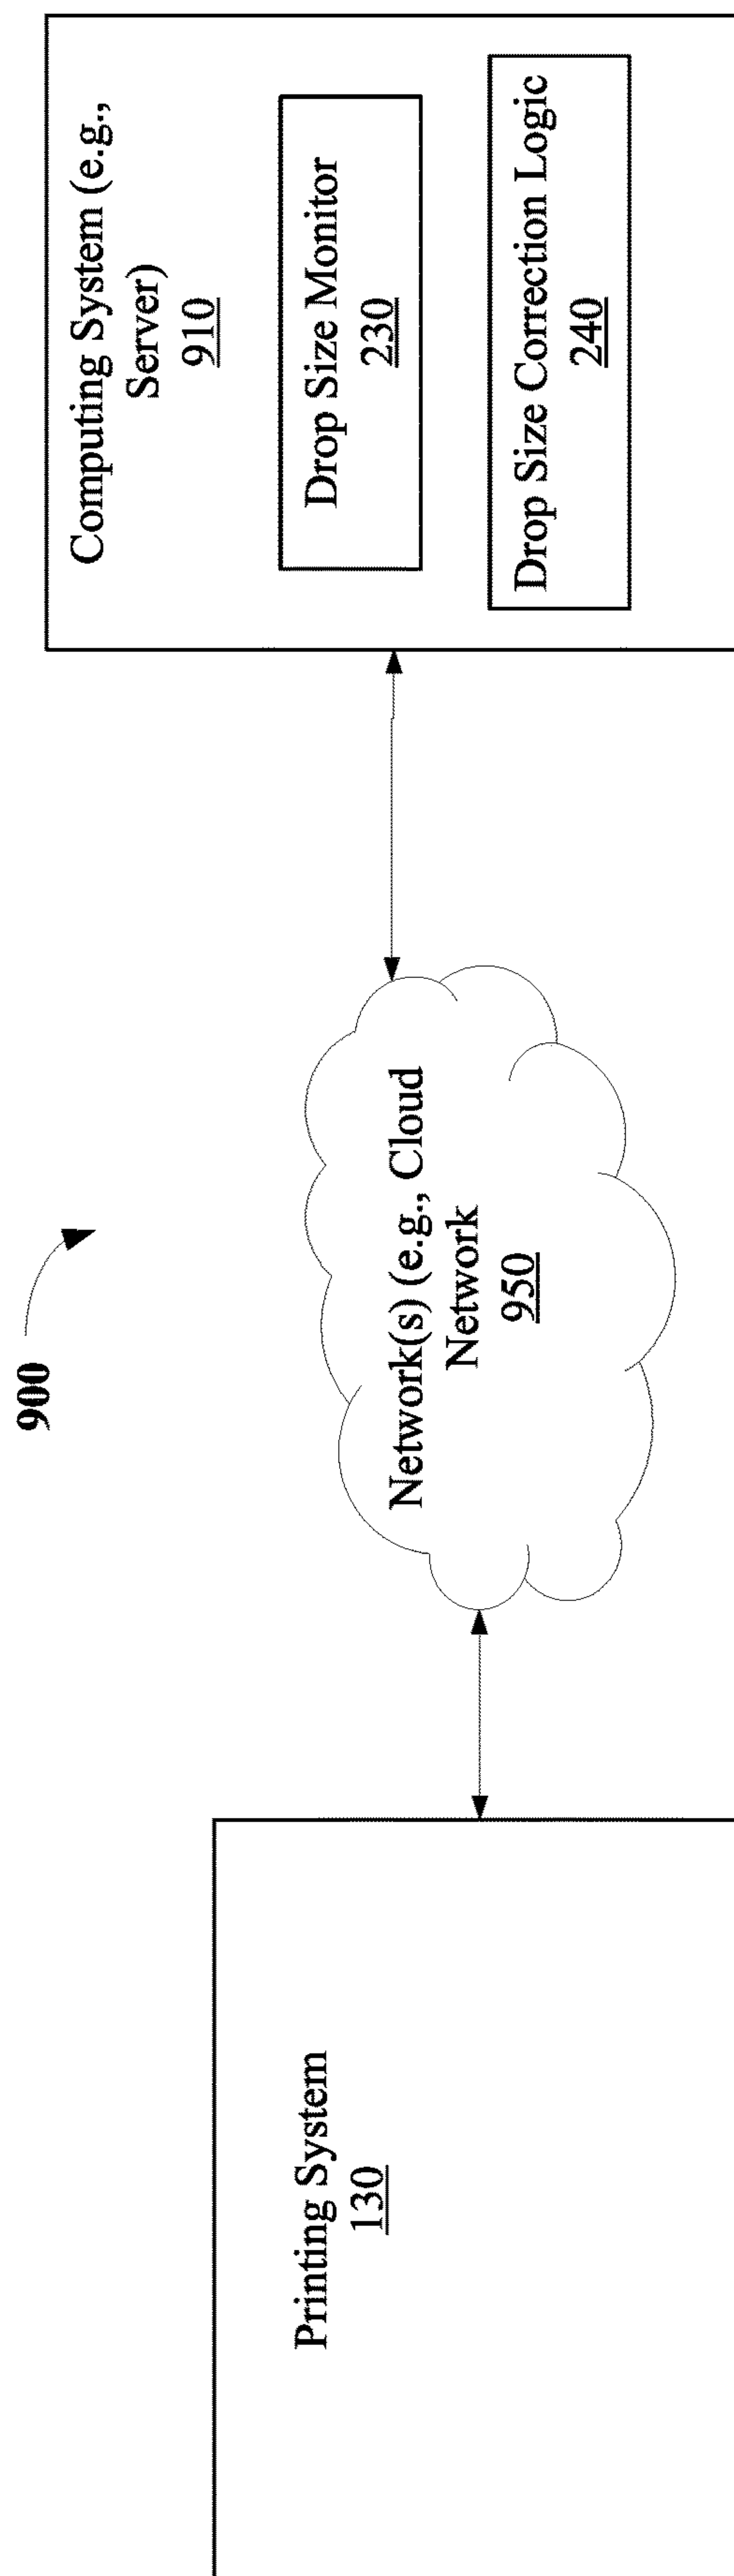 900
Printing System
130
Network(s) (e.g., Cloud
Network
950
Computing System (e.g.,
Server)
910
Drop Size Monitor
230
Drop Size Correction Logic
240